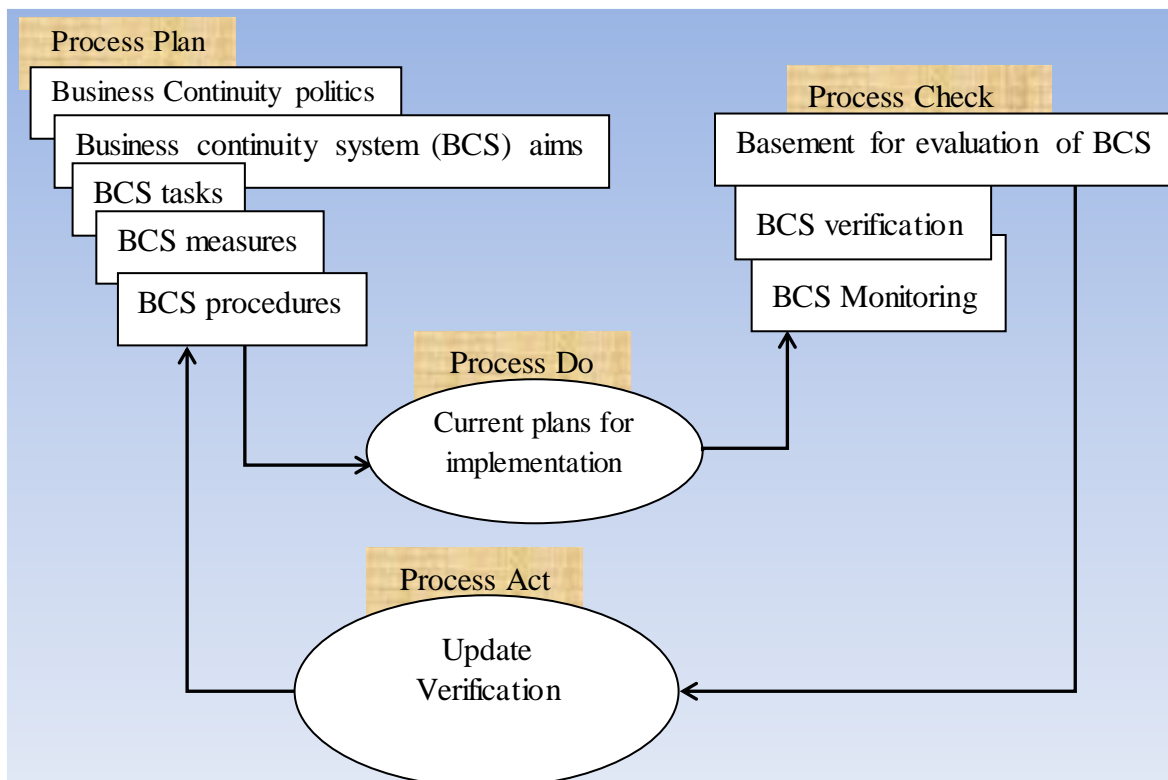 Process Plan
Business Continuity politics
Business continuity system (BCS) aims
BCS tasks
BCS measures
BCS procedures
Process Check
Basement for evaluation of BCS
BCS verification
BCS Monitoring
Process Do
Current plans for
implementation
Process Act
Update
Verification